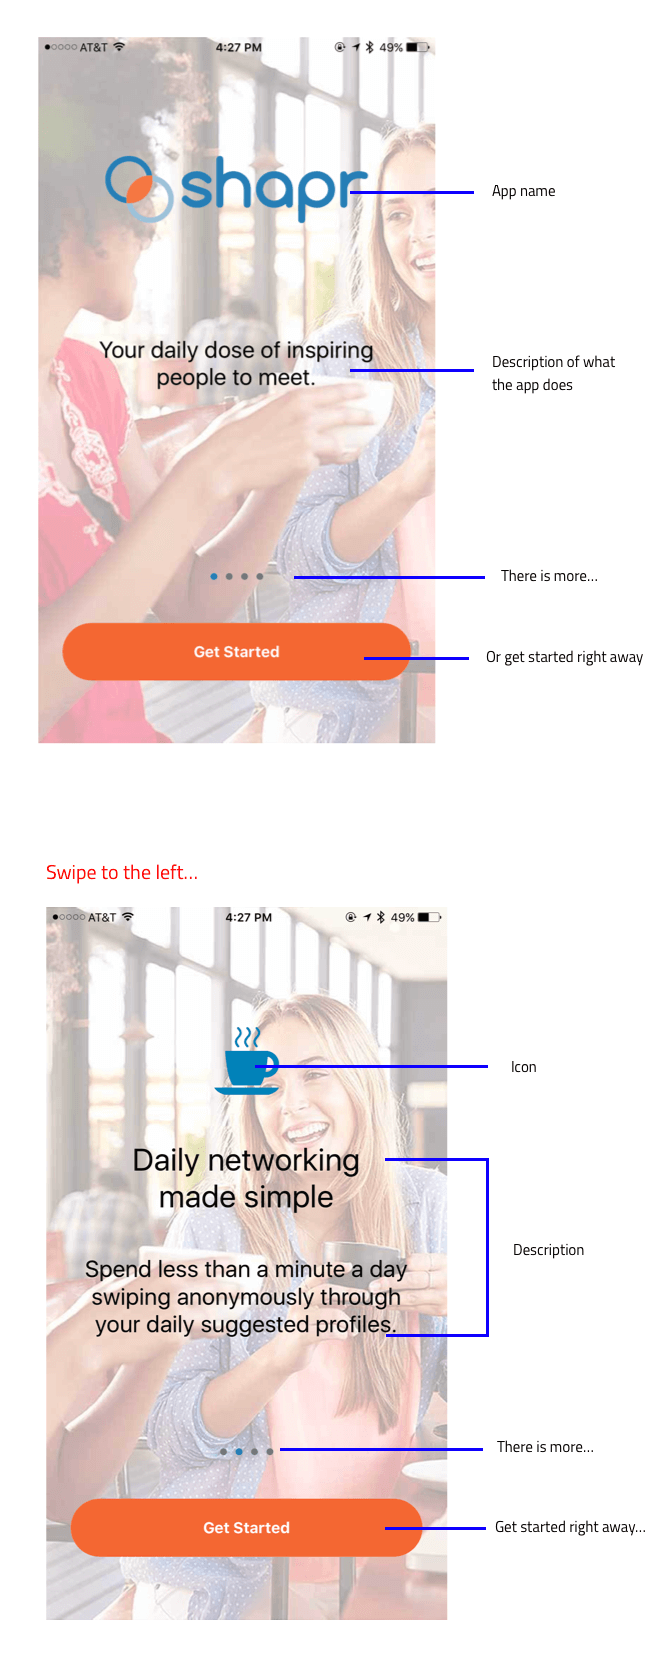 AT&T 4:27 PM 49%
shapr
App name
Your daily dose of inspiring
people to meet.
Description of what
the app does
There is more...
Get Started
Or get started right away
Swipe to the left...
AT&T 4:27 PM 49%
Icon
Daily networking
made simple
Description
Spend less than a minute a day
swiping anonymously through
your daily suggested profiles.
There is more...
Get Started
Get started right away...